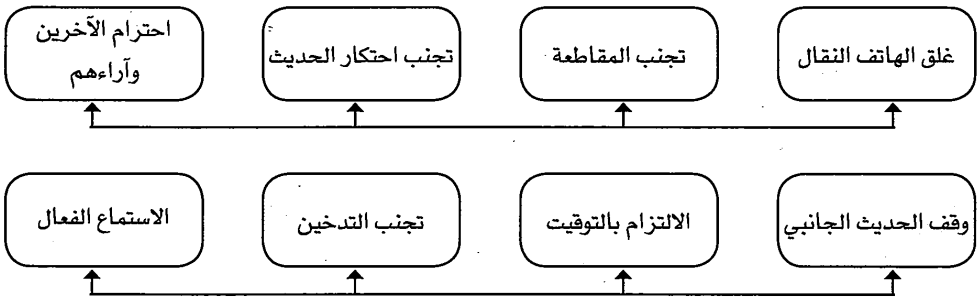 غلق الهاتف النقال
تجنب المقاطعة
تجنب احتكار الحديث
احترام الآخرين
وآراءهم
وقف الحديث الجانبي
الالتزام بالتوقيت
تجنب التدخين
الاستماع الفعال